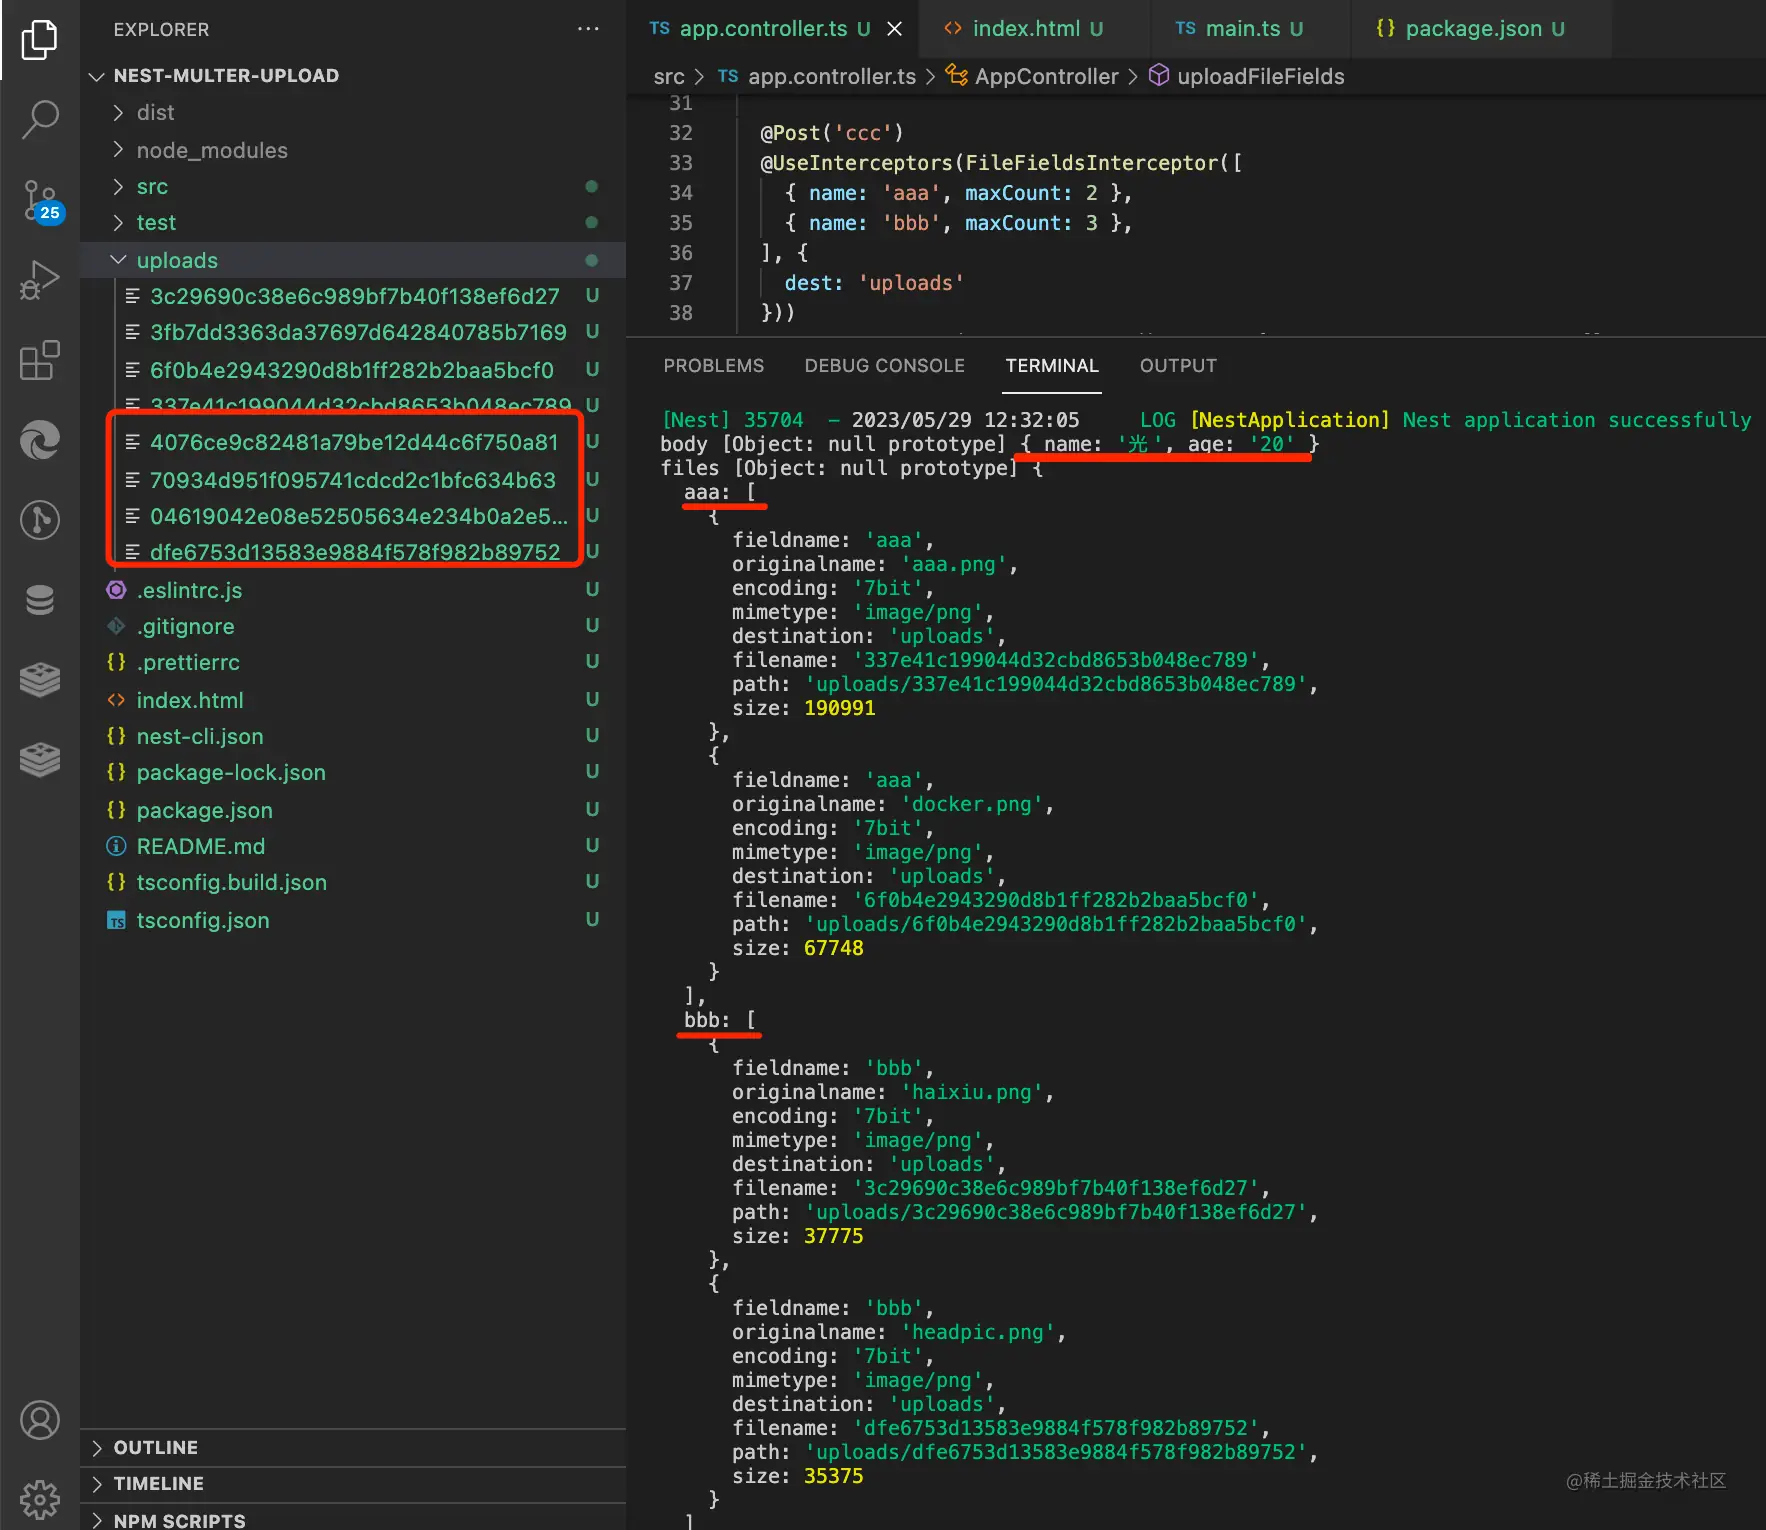 EXPLORER
NEST-MULTER-UPLOAD
dist
node_modules
src
test
uploads
3c29690c38e6c989bf7b40f138ef6d27 U
3fb7dd3363da37697d642840785b7169 U
6f0b4e2943290d8b1ff282b2baa5bcf0 U
337e41c199044d32cbd8653b048ec789 U
4076ce9c82481a79be12d44c6f750a81 U
70934d951f095741cdcd2c1bfc634b63 U
04619042e08e52505634e234b0a2e5... U
dfe6753d13583e9884f578f982b89752 U
.eslintrc.js U
.gitignore U
.prettierrc U
index.html U
nest-cli.json U
package-lock.json U
package.json U
README.md U
tsconfig.build.json U
tsconfig.json U
OUTLINE
TIMELINE
NPM SCRIPTS
25
TS app.controller.ts U
index.html U
TS main.ts U
{} package.json U
src > TS app.controller.ts > AppController > uploadFileFields
31
32 @Post('ccc')
33 @UseInterceptors(FileFieldsInterceptor([
34 { name: 'aaa', maxCount: 2 },
35 { name: 'bbb', maxCount: 3 },
36 ], {
37 dest: 'uploads'
38 }))
PROBLEMS DEBUG CONSOLE TERMINAL OUTPUT
[Nest] 35704 - 2023/05/29 12:32:05 LOG [NestApplication] Nest application successfully
body [Object: null prototype] { name: '光', age: '20' }
files [Object: null prototype] {
aaa: [
{
fieldname: 'aaa',
originalname: 'aaa.png',
encoding: '7bit',
mimetype: 'image/png',
destination: 'uploads',
filename: '337e41c199044d32cbd8653b048ec789',
path: 'uploads/337e41c199044d32cbd8653b048ec789',
size: 190991
},
{
fieldname: 'aaa',
originalname: 'docker.png',
encoding: '7bit',
mimetype: 'image/png',
destination: 'uploads',
filename: '6f0b4e2943290d8b1ff282b2baa5bcf0',
path: 'uploads/6f0b4e2943290d8b1ff282b2baa5bcf0',
size: 67748
}
],
bbb: [
{
fieldname: 'bbb',
originalname: 'haixiu.png',
encoding: '7bit',
mimetype: 'image/png',
destination: 'uploads',
filename: '3c29690c38e6c989bf7b40f138ef6d27',
path: 'uploads/3c29690c38e6c989bf7b40f138ef6d27',
size: 37775
},
{
fieldname: 'bbb',
originalname: 'headpic.png',
encoding: '7bit',
mimetype: 'image/png',
destination: 'uploads',
filename: 'dfe6753d13583e9884f578f982b89752',
path: 'uploads/dfe6753d13583e9884f578f982b89752',
size: 35375
}
]
@稀土掘金技术社区